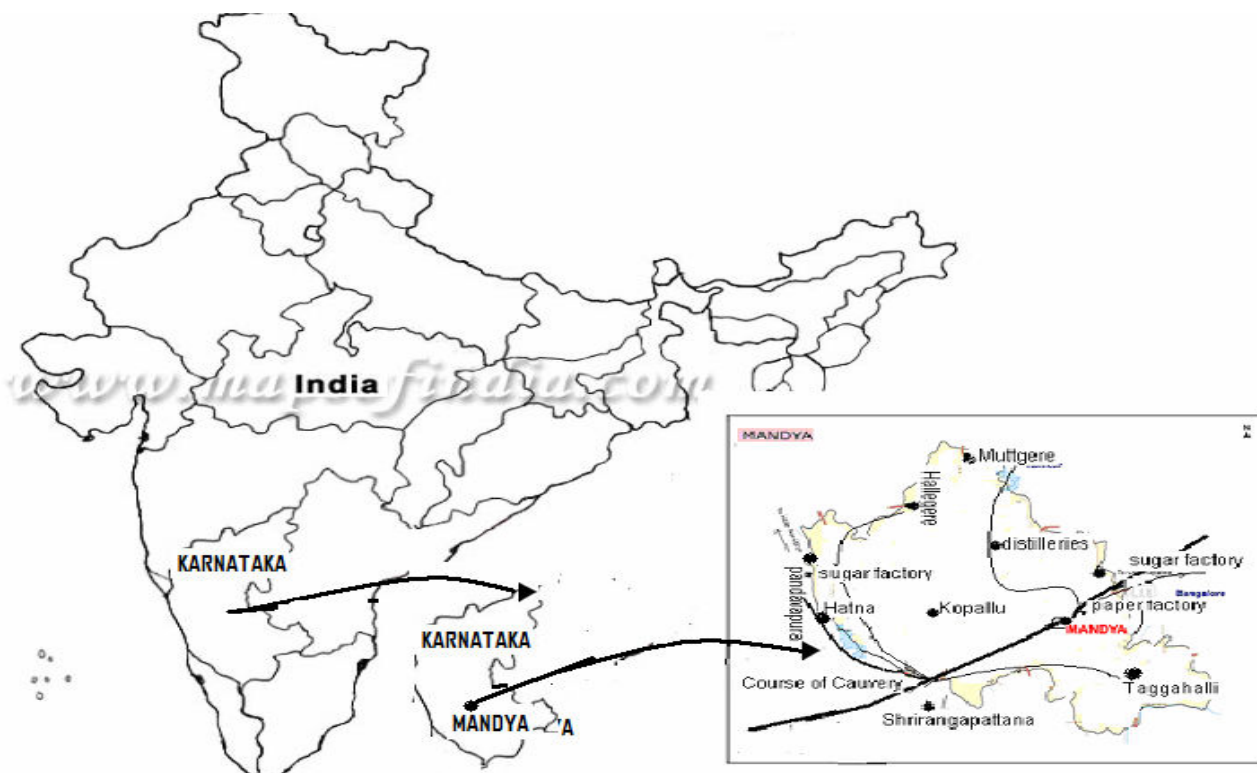 www.mapsofindia.com
India
KARNATAKA
KARNATAKA
MANDYA
MANDYA
N
Muttgere
Hallegere
distilleries
sugar factory
sugar factory
pandavapura
Bangalore
Hatna
Kopallu
paper factory
MANDYA
Course of Cauvery
Taggahallii
Shrirangapattana